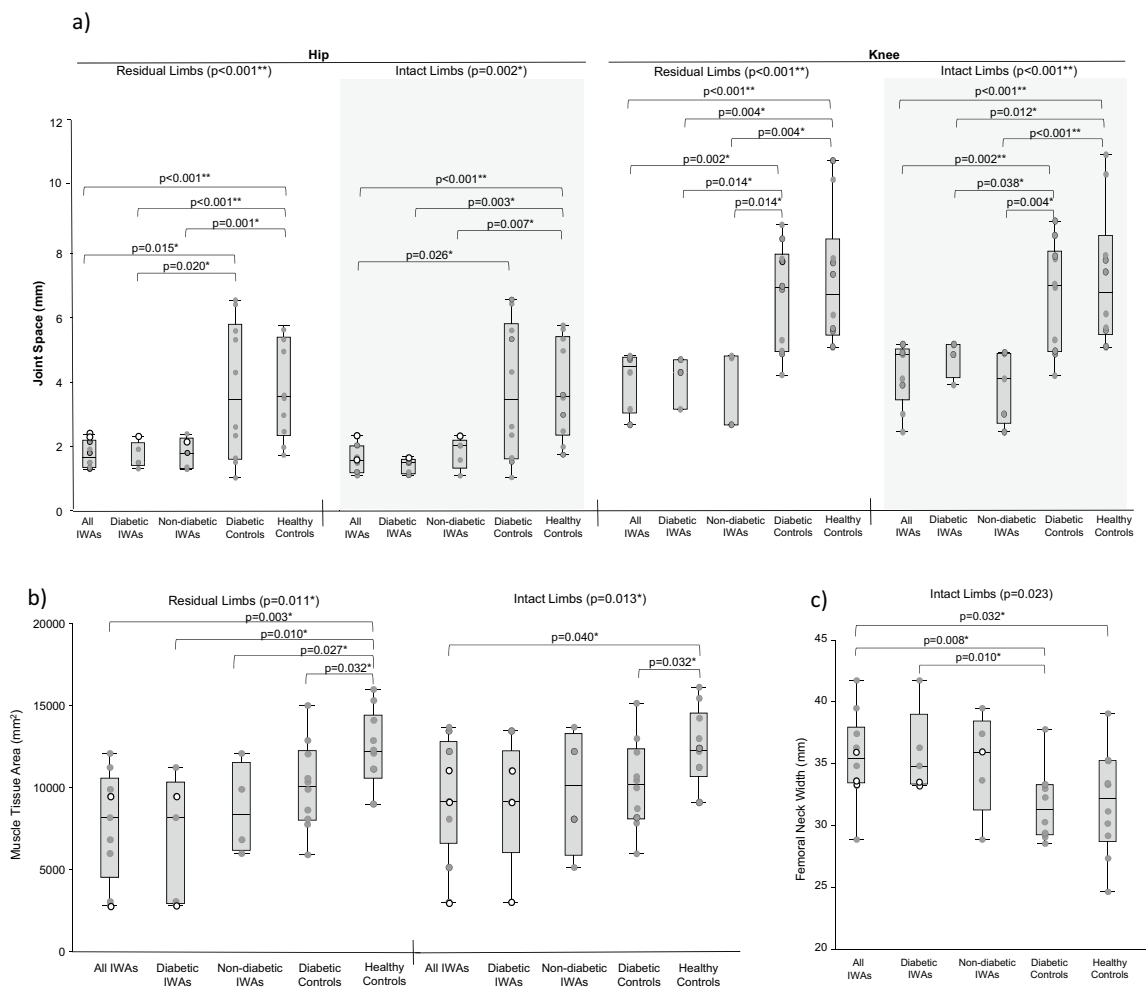 a)
Hip
Knee
Residual Limbs (p<0.001**)
Intact Limbs (p=0.002*)
Residual Limbs (p<0.001**)
Intact Limbs (p<0.001**)
p<0.001**
p<0.001**
p=0.001*
p=0.015*
p=0.020*
p<0.001**
p=0.003*
p=0.007*
p=0.026*
p<0.001**
p=0.004*
p=0.004*
p=0.002*
p=0.014*
p=0.014*
p<0.001**
p=0.012*
p<0.001**
p=0.002**
p=0.038*
p=0.004*
Joint Space (mm)
12
10
8
6
4
2
0
All IWAs
Diabetic IWAs
Non-diabetic IWAs
Diabetic Controls
Healthy Controls
All IWAs
Diabetic IWAs
Non-diabetic IWAs
Diabetic Controls
Healthy Controls
All IWAs
Diabetic IWAs
Non-diabetic IWAs
Diabetic Controls
Healthy Controls
All IWAs
Diabetic IWAs
Non-diabetic IWAs
Diabetic Controls
Healthy Controls
b)
Residual Limbs (p=0.011*)
Intact Limbs (p=0.013*)
p=0.003*
p=0.010*
p=0.027*
p=0.032*
p=0.040*
p=0.032*
Muscle Tissue Area (mm²)
20000
15000
10000
5000
0
All IWAs
Diabetic IWAs
Non-diabetic IWAs
Diabetic Controls
Healthy Controls
All IWAs
Diabetic IWAs
Non-diabetic IWAs
Diabetic Controls
Healthy Controls
c)
Intact Limbs (p=0.023)
p=0.032*
p=0.008*
p=0.010*
Femoral Neck Width (mm)
45
40
35
30
25
20
All IWAs
Diabetic IWAs
Non-diabetic IWAs
Diabetic Controls
Healthy Controls